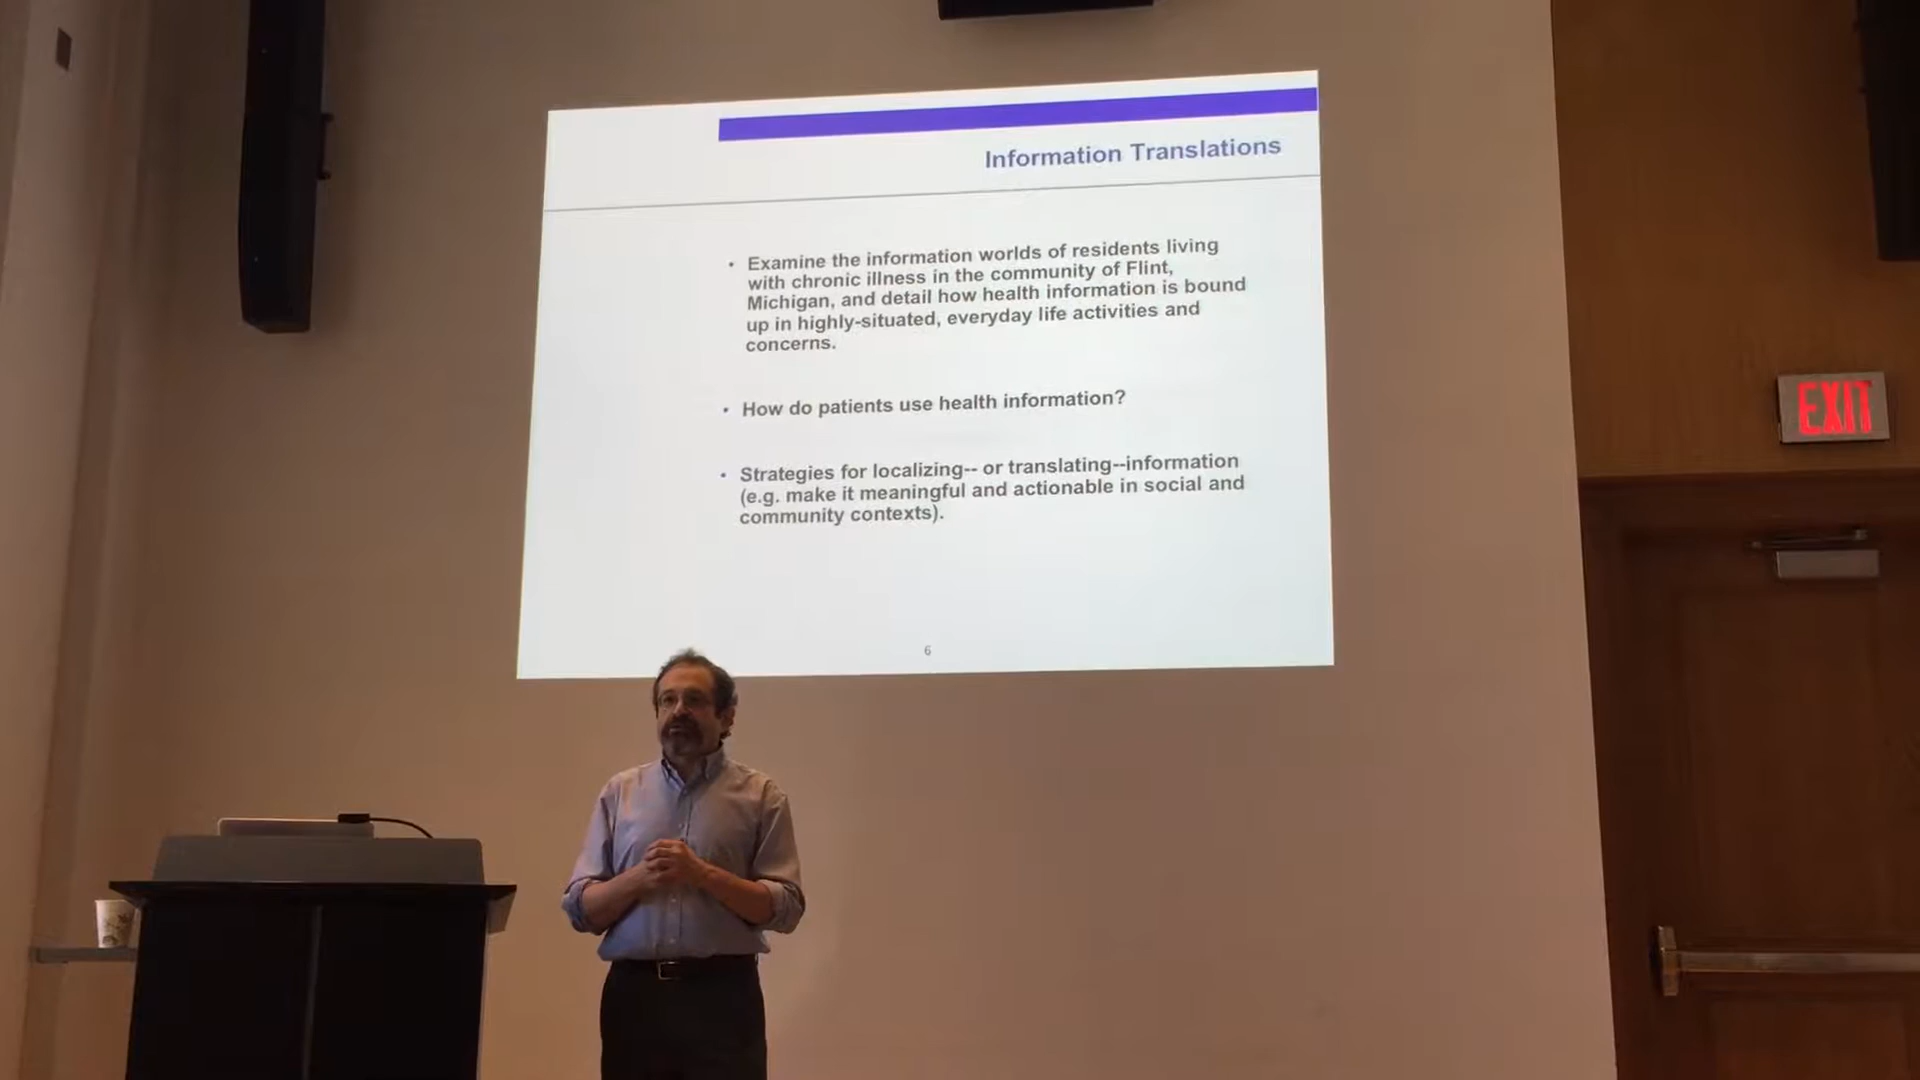 Information Translations
• Examine the information worlds of residents living
with chronic illness in the community of Flint,
Michigan, and detail how health information is bound
up in highly-situated, everyday life activities and
concerns.
• How do patients use health information?
• Strategies for localizing-- or translating--information
(e.g. make it meaningful and actionable in social and
community contexts).
6
EXIT